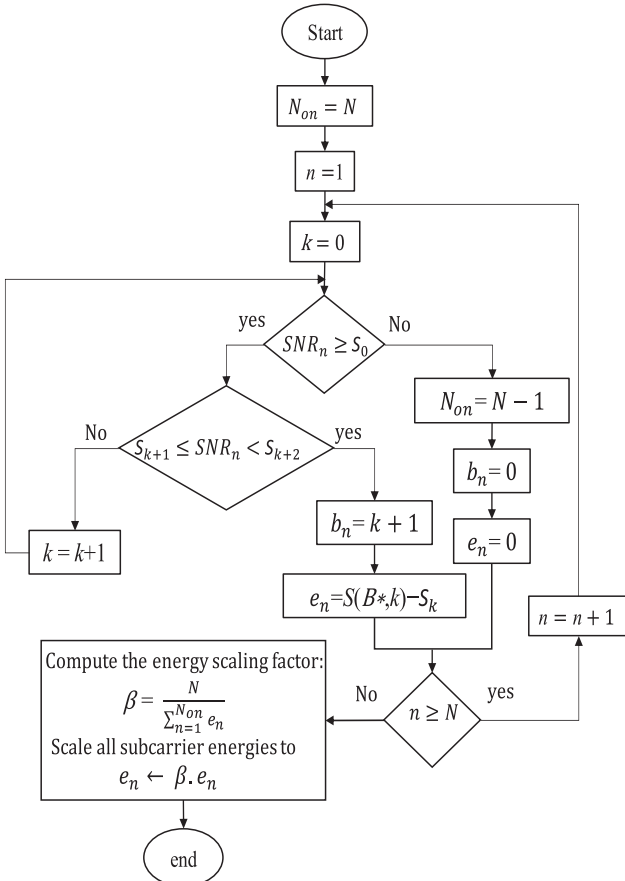 Start
N_on = N
n =1
k = 0
yes
No
SNR_n ≥ S_0
N_on = N − 1
No
S_{k+1} ≤ SNR_n < S_{k+2}
yes
b_n = 0
b_n = k + 1
e_n = 0
k = k+1
e_n=S(B*,k)−S_k
n = n + 1
Compute the energy scaling factor:
β = N / ∑_{n=1}^{N_on} e_n
Scale all subcarrier energies to
e_n ← β. e_n
No
n ≥ N
yes
end